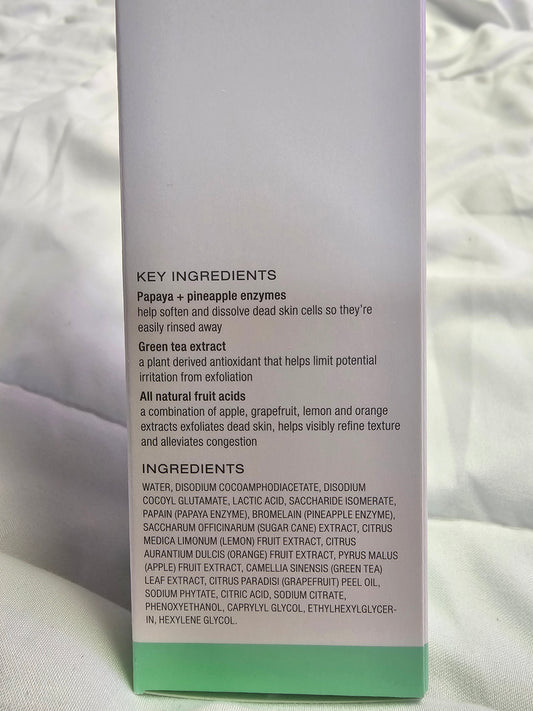 KEY INGREDIENTS
Papaya + pineapple enzymes
help soften and dissolve dead skin cells so they're
easily rinsed away
Green tea extract
a plant derived antioxidant that helps limit potential
irritation from exfoliation
All natural fruit acids
a combination of apple, grapefruit, lemon and orange
extracts exfoliates dead skin, helps visibly refine texture
and alleviates congestion
INGREDIENTS
WATER, DISODIUM COCOAMPHODIACETATE, DISODIUM
COCOYL GLUTAMATE, LACTIC ACID, SACCHARIDE ISOMERATE,
PAPAIN (PAPAYA ENZYME), BROMELAIN (PINEAPPLE ENZYME),
SACCHARUM OFFICINARUM (SUGAR CANE) EXTRACT, CITRUS
MEDICA LIMONUM (LEMON) FRUIT EXTRACT, CITRUS
AURANTIUM DULCIS (ORANGE) FRUIT EXTRACT, PYRUS MALUS
(APPLE) FRUIT EXTRACT, CAMELLIA SINENSIS (GREEN TEA)
LEAF EXTRACT, CITRUS PARADISI (GRAPEFRUIT) PEEL OIL,
SODIUM PHYTATE, CITRIC ACID, SODIUM CITRATE,
PHENOXYETHANOL, CAPRYLYL GLYCOL, ETHYLHEXYLGLYCER-
IN, HEXYLENE GLYCOL.